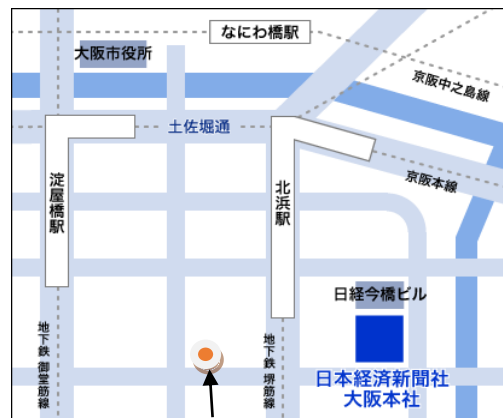 なにわ橋駅
大阪市役所
京阪中之島線
土佐堀通
淀屋橋駅
北浜駅
京阪本線
日経今橋ビル
地下鉄 御堂筋線
地下鉄 堺筋線
日本経済新聞社
大阪本社